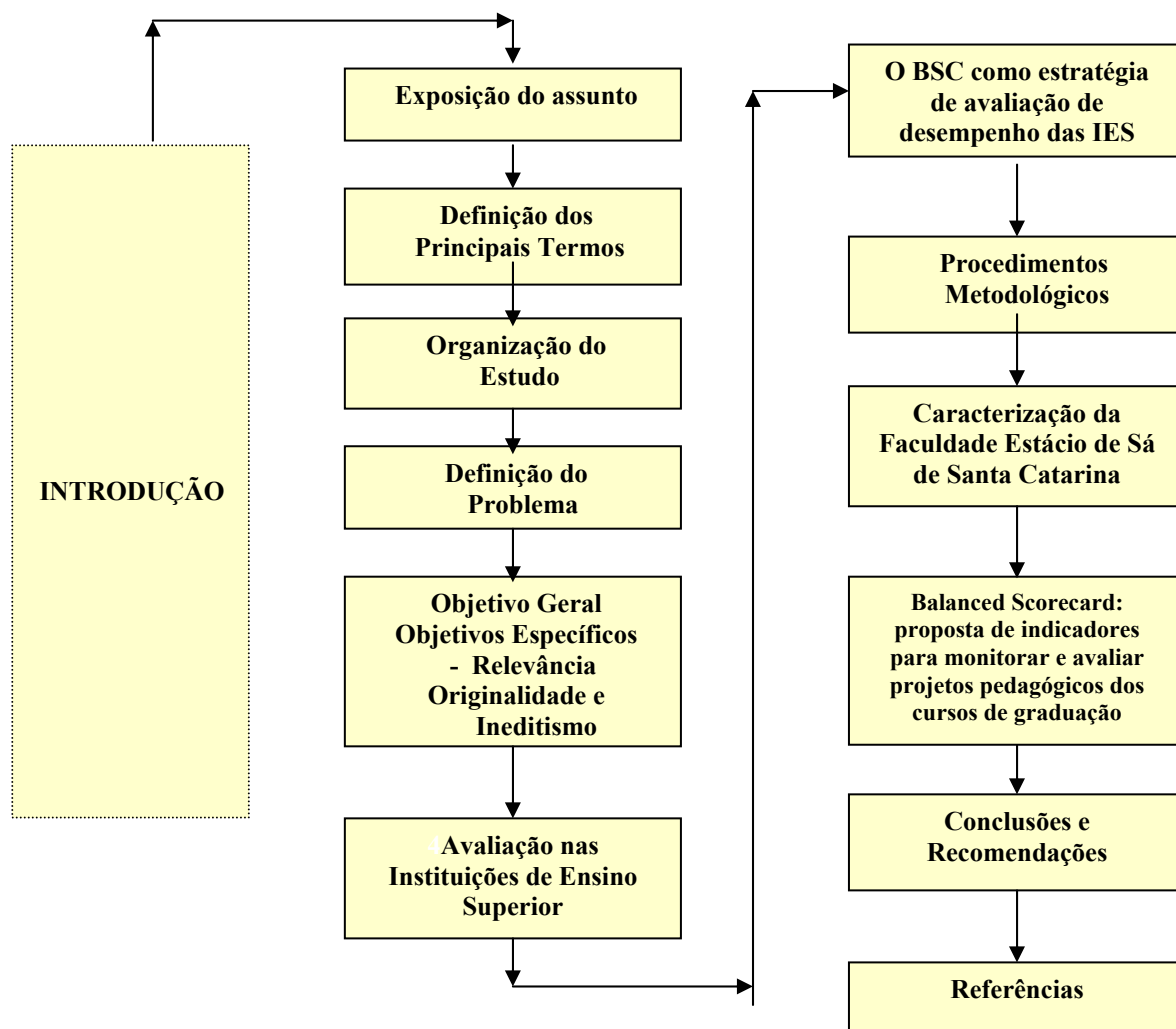 INTRODUÇÃO
Exposição do assunto
Definição dos
Principais Termos
Organização do
Estudo
Definição do
Problema
Objetivo Geral
Objetivos Específicos
- Relevância
Originalidade e
Ineditismo
4Avaliação nas
Instituições de Ensino
Superior
O BSC como estratégia
de avaliação de
desempenho das IES
Procedimentos
Metodológicos
Caracterização da
Faculdade Estácio de Sá
de Santa Catarina
Balanced Scorecard:
proposta de indicadores
para monitorar e avaliar
projetos pedagógicos dos
cursos de graduação
Conclusões e
Recomendações
Referências